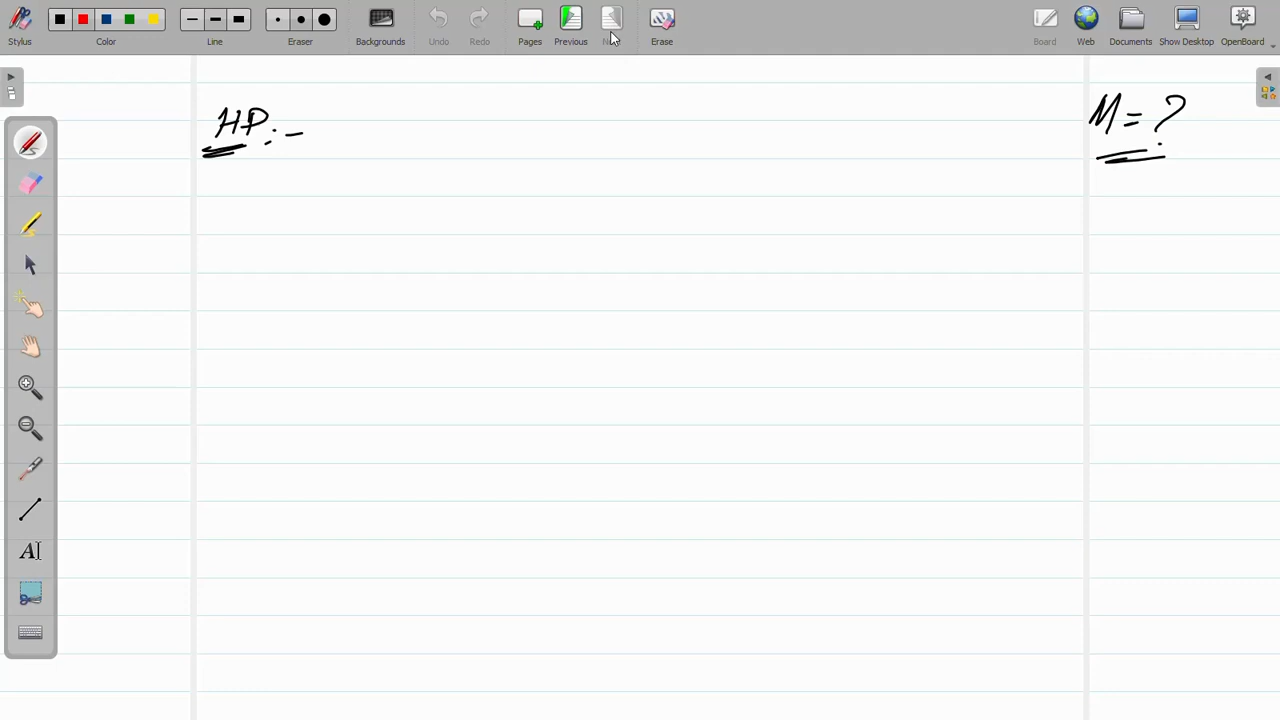 Stylus Color Line Eraser Backgrounds Undo Redo Pages Previous Erase Board Web Documents Show Desktop OpenBoard
HP:- M=?
A